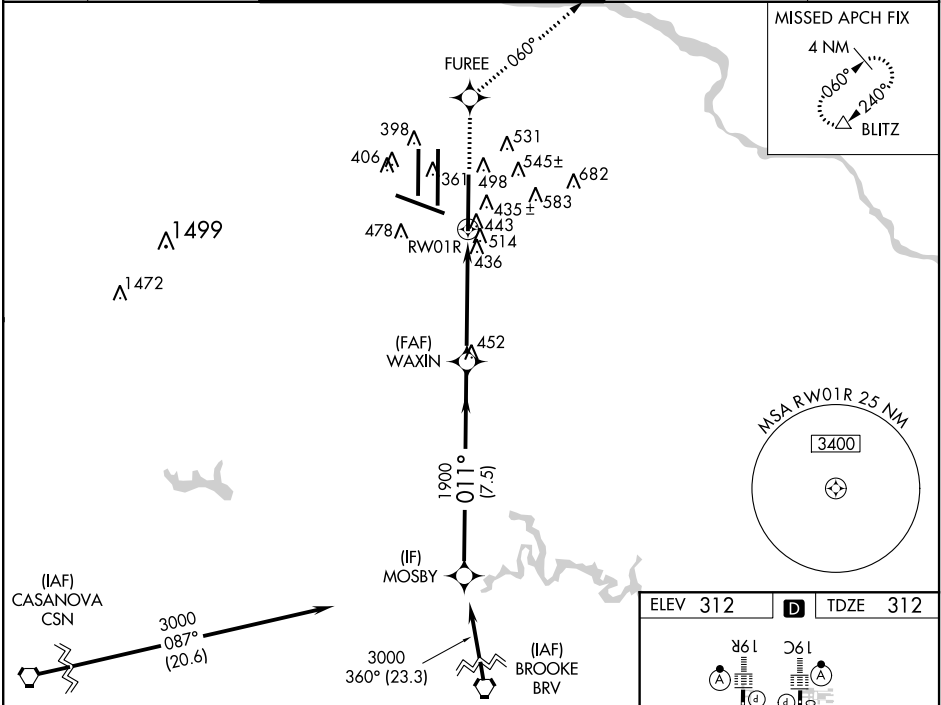 MISSED APCH FIX
4 NM
060°
240°
BLITZ
060°
FUREE
398
531
406
361
498
545±
682
435±
583
443
478
RW01R
514
436
1499
1472
(FAF)
WAXIN
452
MSA RW01R 25 NM
3400
1900
011°
(7.5)
(IF)
MOSBY
(IAF)
CASANOVA
CSN
3000
087°
(20.6)
3000
360° (23.3)
(IAF)
BROOKE
BRV
ELEV 312
D
TDZE 312
19R
19C
A
A
P
P